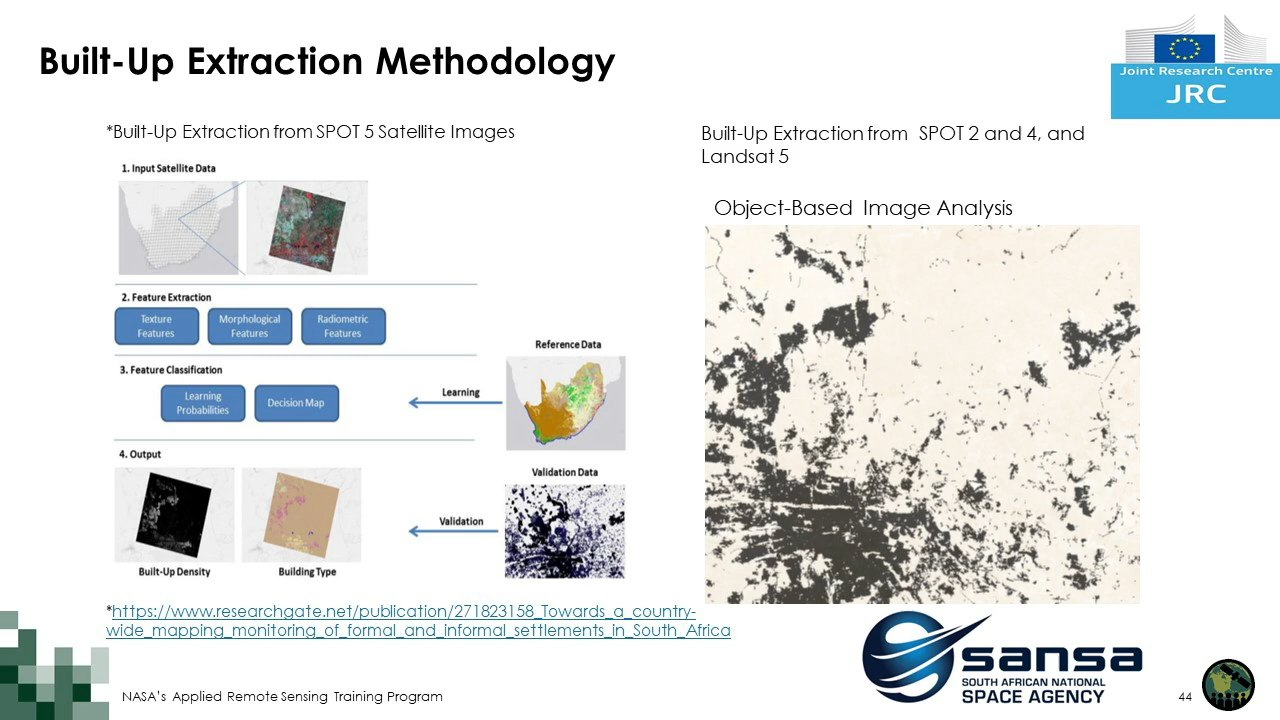 Built-Up Extraction Methodology
Joint Research Centre
JRC
*Built-Up Extraction from SPOT 5 Satellite Images
1. Input Satellite Data
2. Feature Extraction
Texture
Features
Morphological
Features
Radiometric
Features
3. Feature Classification
Learning
Probabilities
Decision Map
Learning
Reference Data
4. Output
Validation
Validation Data
Built-Up Density
Building Type
*https://www.researchgate.net/publication/271823158_Towards_a_country-
wide_mapping_monitoring_of_formal_and_informal_settlements_in_South_Africa
Built-Up Extraction from SPOT 2 and 4, and
Landsat 5
Object-Based Image Analysis
sansa
SOUTH AFRICAN NATIONAL
SPACE AGENCY
NASA's Applied Remote Sensing Training Program
44